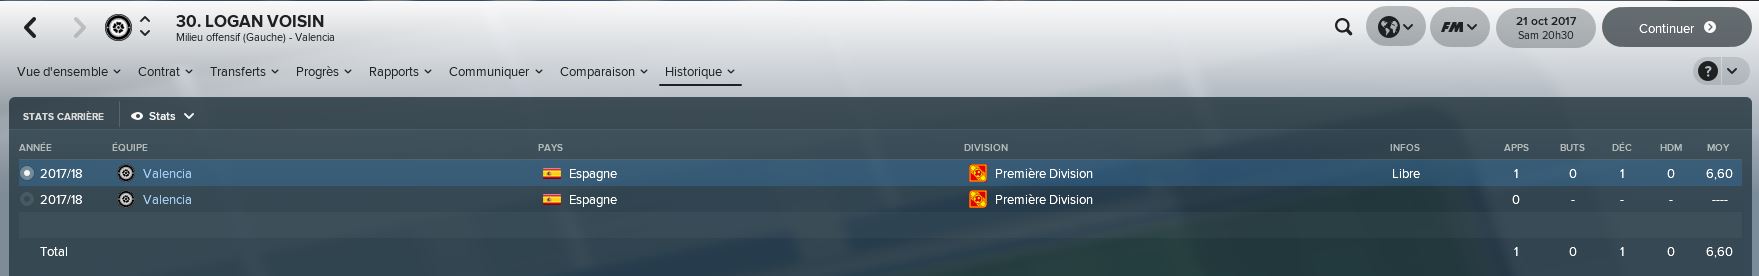 30. LOGAN VOISIN
Milieu offensif (Gauche) - Valencia
FM
21 oct 2017
Sam 20h30
Continuer
Vue d'ensemble Contrat Transferts Progrès Rapports Communiquer Comparaison Historique
?
STATS CARRIÈRE Stats
ANNÉE ÉQUIPE PAYS DIVISION INFOS APPS BUTS DÉC HDM MOY
2017/18 Valencia Espagne Première Division Libre 1 0 1 0 6,60
2017/18 Valencia Espagne Première Division 0 - - - ----
Total 1 0 1 0 6,60